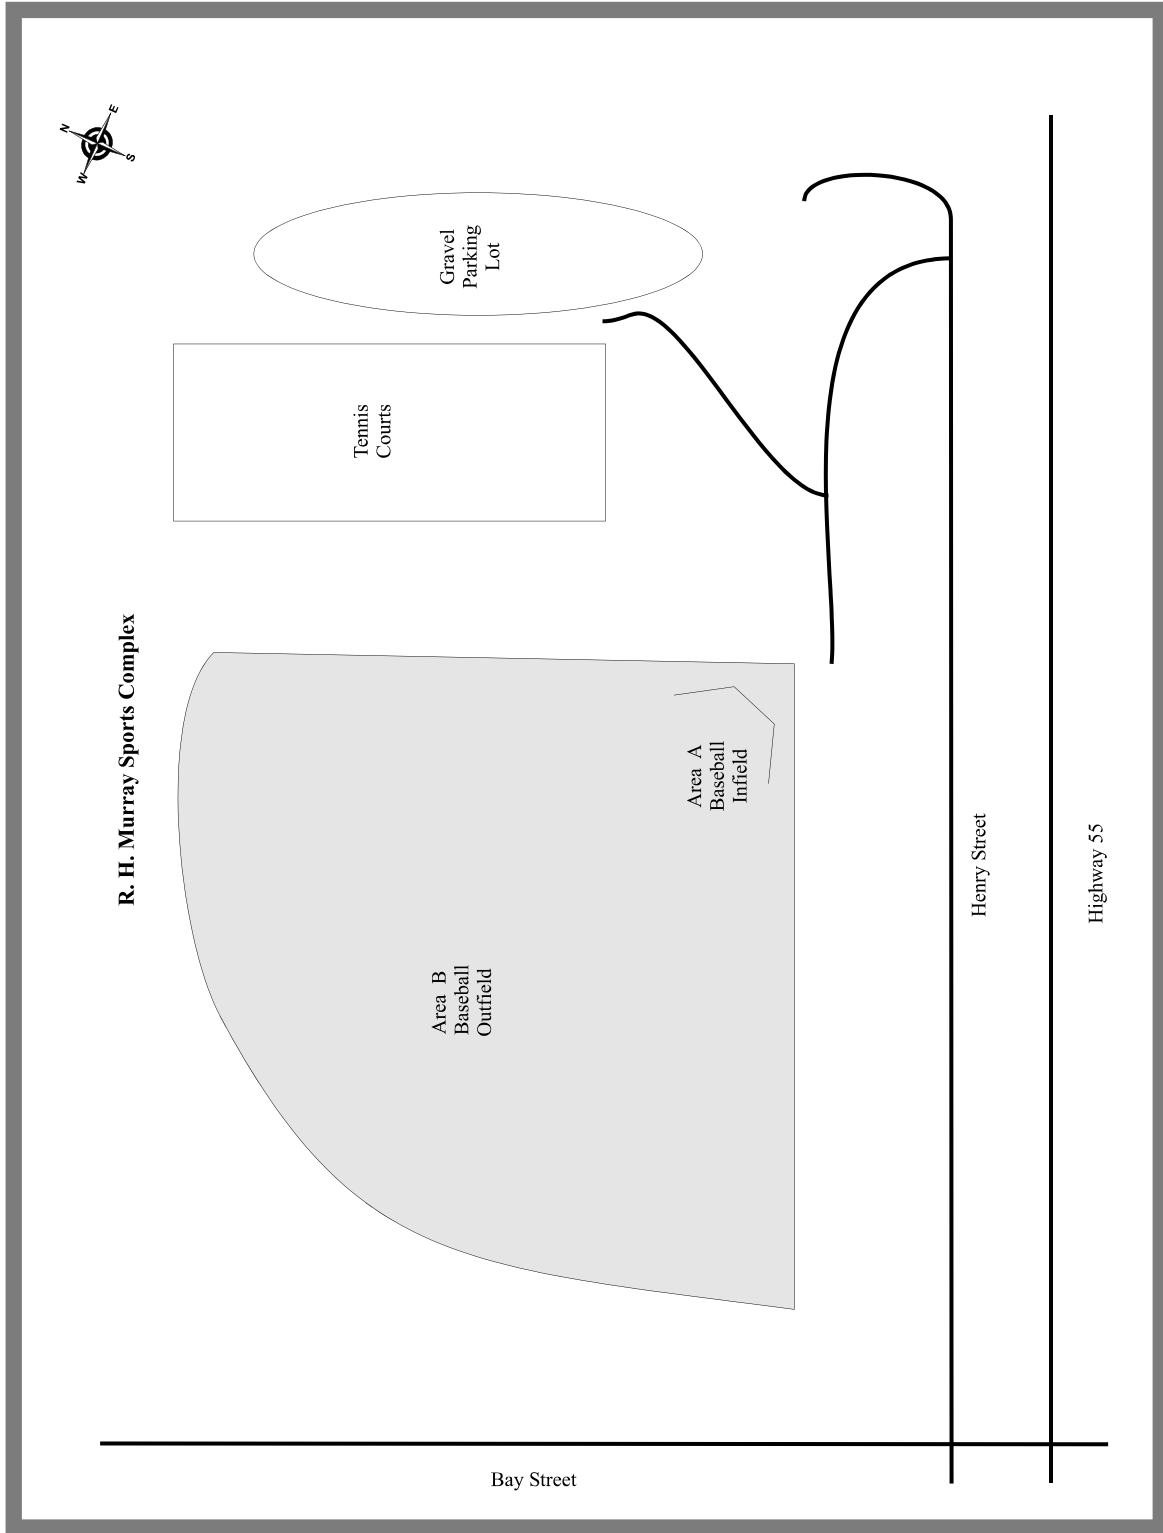 R. H. Murray Sports Complex
N
E
S
W
Gravel
Parking
Lot
Tennis
Courts
Area A
Baseball
Infield
Area B
Baseball
Outfield
Henry Street
Highway 55
Bay Street